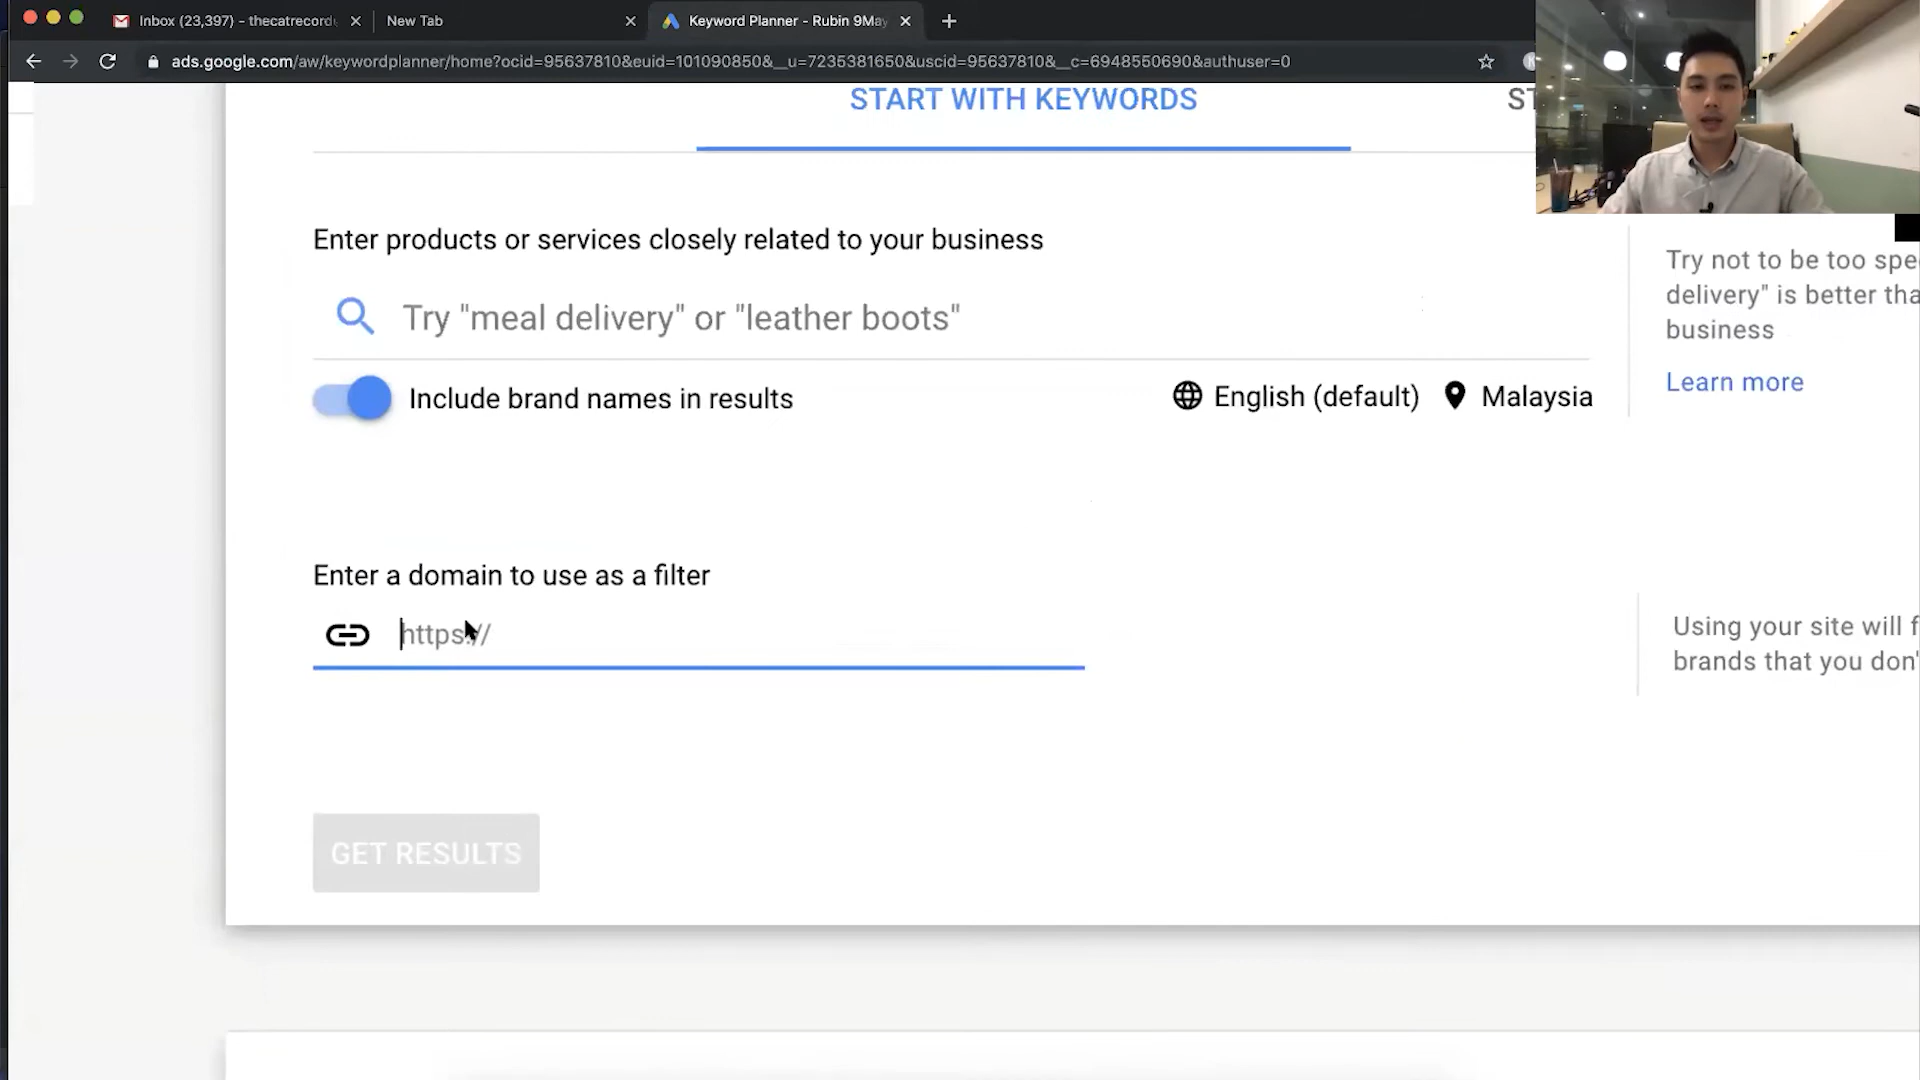 Inbox (23,397) - thecatrecord
New Tab
Keyword Planner - Rubin 9May
ads.google.com/aw/keywordplanner/home?ocid=95637810&euid=101090850&__u=7235381650&uscid=95637810&__c=6948550690&authuser=0
START WITH KEYWORDS
ST
Enter products or services closely related to your business
Try "meal delivery" or "leather boots"
Try not to be too spe
delivery" is better tha
business
Learn more
Include brand names in results
English (default)
Malaysia
Enter a domain to use as a filter
https://
Using your site will f
brands that you don'
GET RESULTS